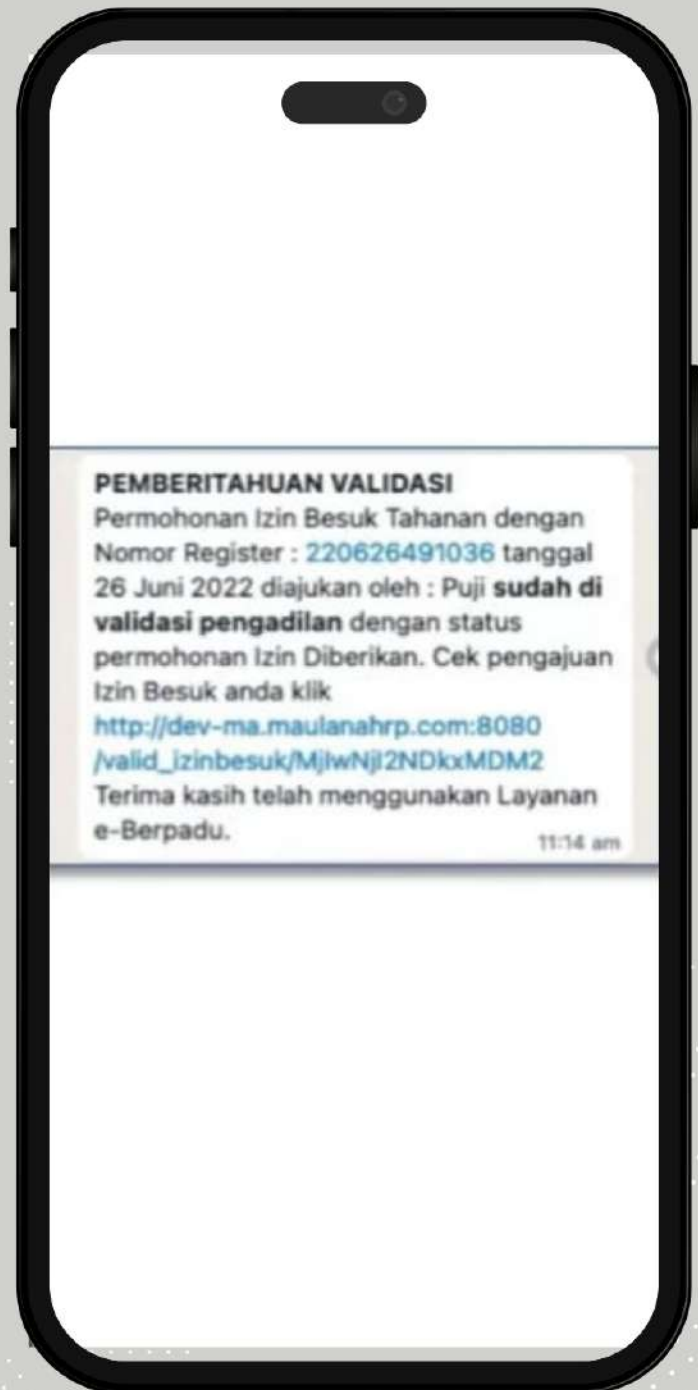 PEMBERITAHUAN VALIDASI
Permohonan Izin Besuk Tahanan dengan
Nomor Register : 220626491036 tanggal
26 Juni 2022 diajukan oleh : Puji sudah di
validasi pengadilan dengan status
permohonan Izin Diberikan. Cek pengajuan
Izin Besuk anda klik
http://dev-ma.maulanahrp.com:8080
/valid_izinbesuk/MjIwNjI2NDkxMDM2
Terima kasih telah menggunakan Layanan
e-Berpadu.
11:14 am